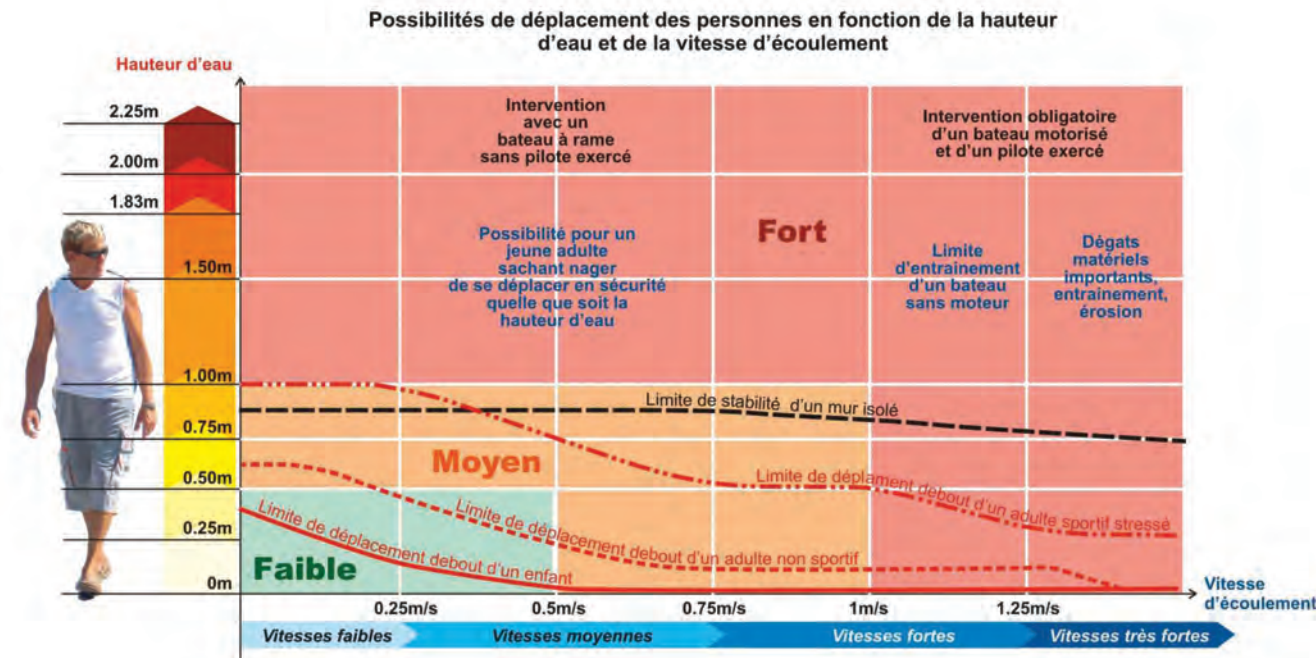 Possibilités de déplacement des personnes en fonction de la hauteur
d'eau et de la vitesse d'écoulement
Hauteur d'eau
2.25m
2.00m
1.83m
1.50m
1.00m
0.75m
0.50m
0.25m
0m
Intervention
avec un
bateau à rame
sans pilote exercé
Intervention obligatoire
d'un bateau motorisé
et d'un pilote exercé
Possibilité pour un
jeune adulte
sachant nager
de se déplacer en sécurité
quelle que soit la
hauteur d'eau
Fort
Limite
d'entrainement
d'un bateau
sans moteur
Dégats
matériels
importants,
entraînement,
érosion
Limite de stabilité d'un mur isolé
Moyen
Limite de déplament debout d'un adulte sportif stressé
Limite de déplacement debout d'un adulte non sportif
Limite de déplacement debout d'un enfant
Faible
0.25m/s
0.5m/s
0.75m/s
1m/s
1.25m/s
Vitesse
d'écoulement
Vitesses faibles
Vitesses moyennes
Vitesses fortes
Vitesses très fortes